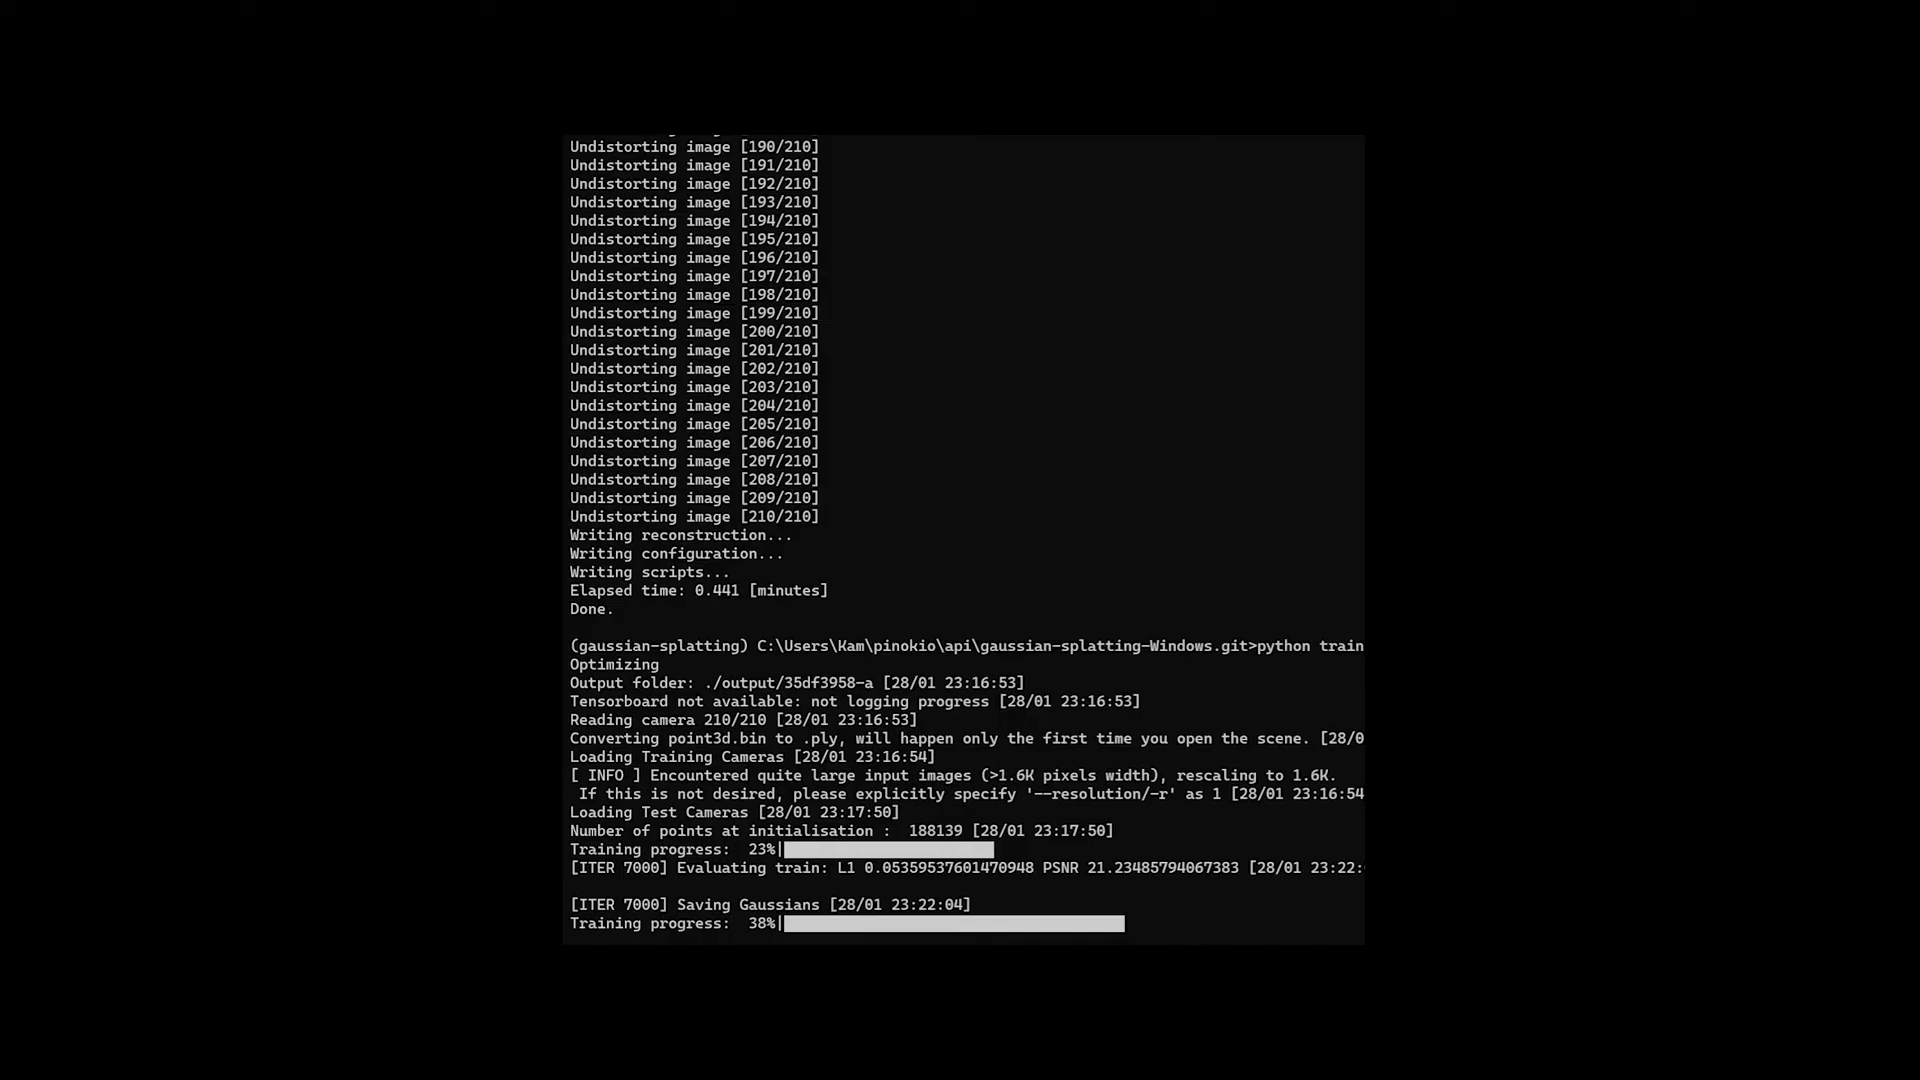 Undistorting image [190/210]
Undistorting image [191/210]
Undistorting image [192/210]
Undistorting image [193/210]
Undistorting image [194/210]
Undistorting image [195/210]
Undistorting image [196/210]
Undistorting image [197/210]
Undistorting image [198/210]
Undistorting image [199/210]
Undistorting image [200/210]
Undistorting image [201/210]
Undistorting image [202/210]
Undistorting image [203/210]
Undistorting image [204/210]
Undistorting image [205/210]
Undistorting image [206/210]
Undistorting image [207/210]
Undistorting image [208/210]
Undistorting image [209/210]
Undistorting image [210/210]
Writing reconstruction...
Writing configuration...
Writing scripts...
Elapsed time: 0.441 [minutes]
Done.
(gaussian-splatting) C:\Users\Kam\pinokio\api\gaussian-splatting-Windows.git>python train
Optimizing
Output folder: ./output/35df3958-a [28/01 23:16:53]
Tensorboard not available: not logging progress [28/01 23:16:53]
Reading camera 210/210 [28/01 23:16:53]
Converting point3d.bin to .ply, will happen only the first time you open the scene. [28/0
Loading Training Cameras [28/01 23:16:54]
[ INFO ] Encountered quite large input images (>1.6K pixels width), rescaling to 1.6K.
If this is not desired, please explicitly specify '--resolution/-r' as 1 [28/01 23:16:54
Loading Test Cameras [28/01 23:17:50]
Number of points at initialisation :  188139 [28/01 23:17:50]
Training progress:  23%|
[ITER 7000] Evaluating train: L1 0.05359537601470948 PSNR 21.23485794067383 [28/01 23:22:
[ITER 7000] Saving Gaussians [28/01 23:22:04]
Training progress:  38%|